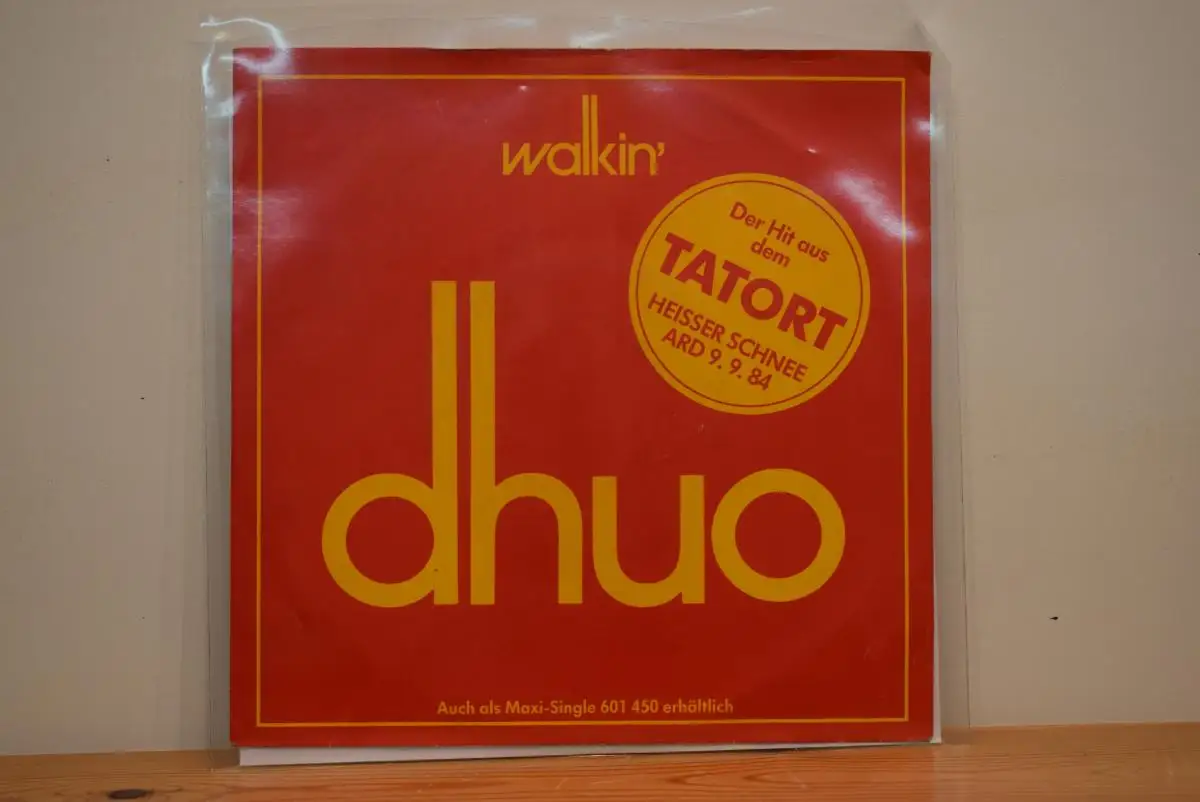 walkin'
Der Hit aus
dem
TATORT
HEISSER SCHNEE
ARD 9. 9. 84
dhuo
Auch als Maxi-Single 601 450 erhältlich